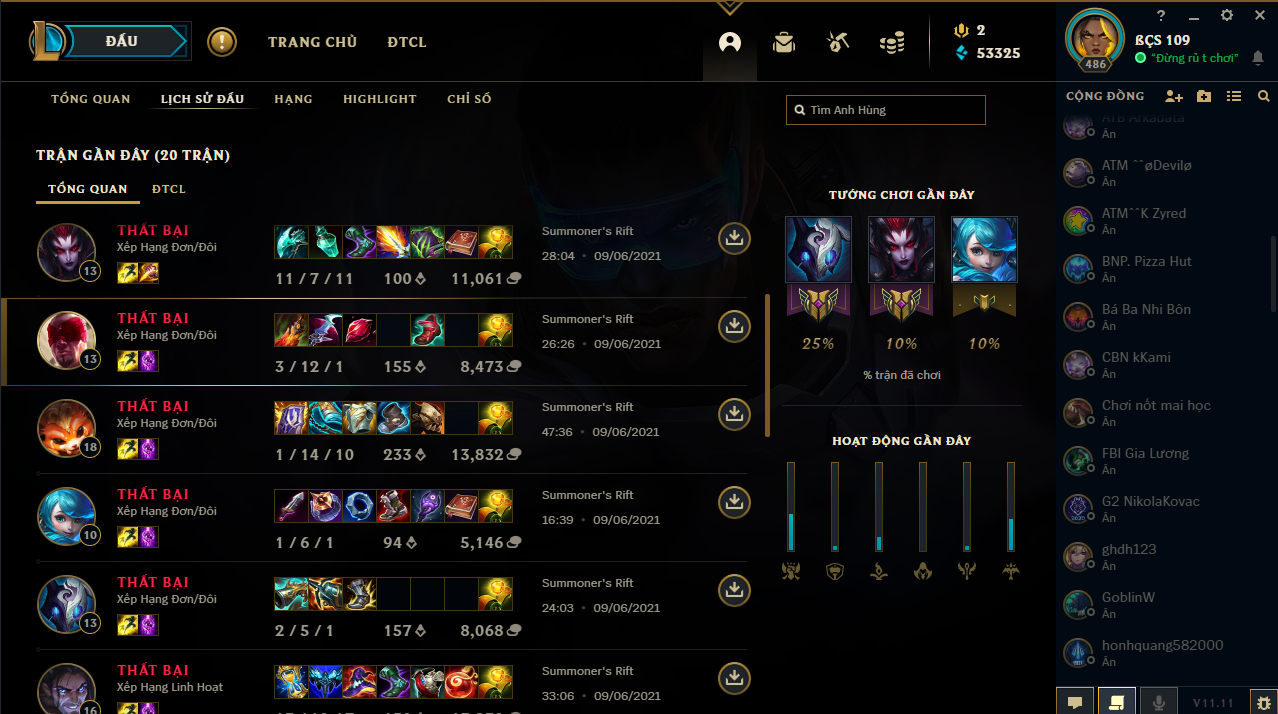 ĐẤU
TRANG CHỦ
ĐTCL
2
53325
?
ßÇS 109
"Đừng rủ t chơi"
486
TỔNG QUAN
LỊCH SỬ ĐẤU
HẠNG
HIGHLIGHT
CHỈ SỐ
Tìm Anh Hùng
CỘNG ĐỒNG
TRẬN GẦN ĐÂY (20 TRẬN)
TỔNG QUAN
ĐTCL
THẤT BẠI
Xếp Hạng Đơn/Đôi
13
11 / 7 / 11
100
11,061
Summoner's Rift
28:04 • 09/06/2021
THẤT BẠI
Xếp Hạng Đơn/Đôi
13
3 / 12 / 1
155
8,473
Summoner's Rift
26:26 • 09/06/2021
THẤT BẠI
Xếp Hạng Đơn/Đôi
18
1 / 14 / 10
233
13,832
Summoner's Rift
47:36 • 09/06/2021
THẤT BẠI
Xếp Hạng Đơn/Đôi
10
1 / 6 / 1
94
5,146
Summoner's Rift
16:39 • 09/06/2021
THẤT BẠI
Xếp Hạng Đơn/Đôi
13
2 / 5 / 1
157
8,068
Summoner's Rift
24:03 • 09/06/2021
THẤT BẠI
Xếp Hạng Linh Hoạt
16
Summoner's Rift
33:06 • 09/06/2021
TƯỚNG CHƠI GẦN ĐÂY
25%
10%
10%
% trận đã chơi
HOẠT ĐỘNG GẦN ĐÂY
ATB Arkadata
Ẩn
ATM ˆˆøDevilø
Ẩn
ATMˆˆK Zyred
Ẩn
BNP. Pizza Hut
Ẩn
Bá Ba Nhi Bôn
Ẩn
CBN kKami
Ẩn
Chơi nốt mai học
Ẩn
FBI Gia Lương
Ẩn
G2 NikolaKovac
Ẩn
ghdh123
Ẩn
GoblinW
Ẩn
honhquang582000
Ẩn
V11.11